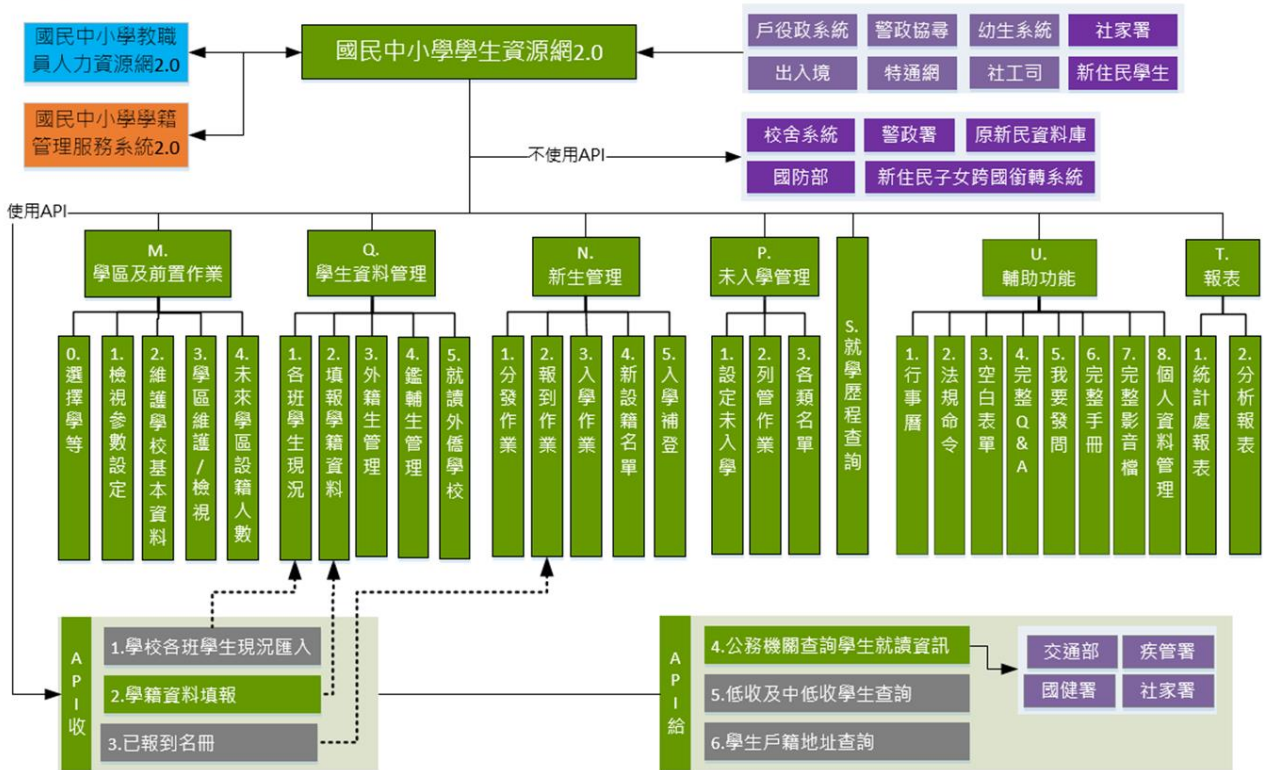 國民中小學教職
員人力資源網2.0
國民中小學學生資源網2.0
國民中小學學籍
管理服務系統2.0
戶役政系統
警政協尋
幼生系統
社家署
出入境
特通網
社工司
新住民學生
校舍系統
警政署
原新民資料庫
國防部
新住民子女跨國銜轉系統
不使用API
使用API
M.
學區及前置作業
Q.
學生資料管理
N.
新生管理
P.
未入學管理
S.就學歷程查詢
U.
輔助功能
T.
報表
0.選擇學等
1.檢視參數設定
2.維護學校基本資料
3.學區維護/檢視
4.未來學區設籍人數
1.各班學生現況
2.填報學籍資料
3.外籍生管理
4.鑑輔生管理
5.就讀外僑學校
1.分發作業
2.報到作業
3.入學作業
4.新設籍名單
5.入學補登
1.設定未入學
2.列管作業
3.各類名單
1.行事曆
2.法規命令
3.空白表單
4.完整Q&A
5.我要發問
6.完整手冊
7.完整影音檔
8.個人資料管理
1.統計處報表
2.分析報表
API收
1.學校各班學生現況匯入
2.學籍資料填報
3.已報到名冊
API給
4.公務機關查詢學生就讀資訊
5.低收及中低收學生查詢
6.學生戶籍地址查詢
交通部
疾管署
國健署
社家署